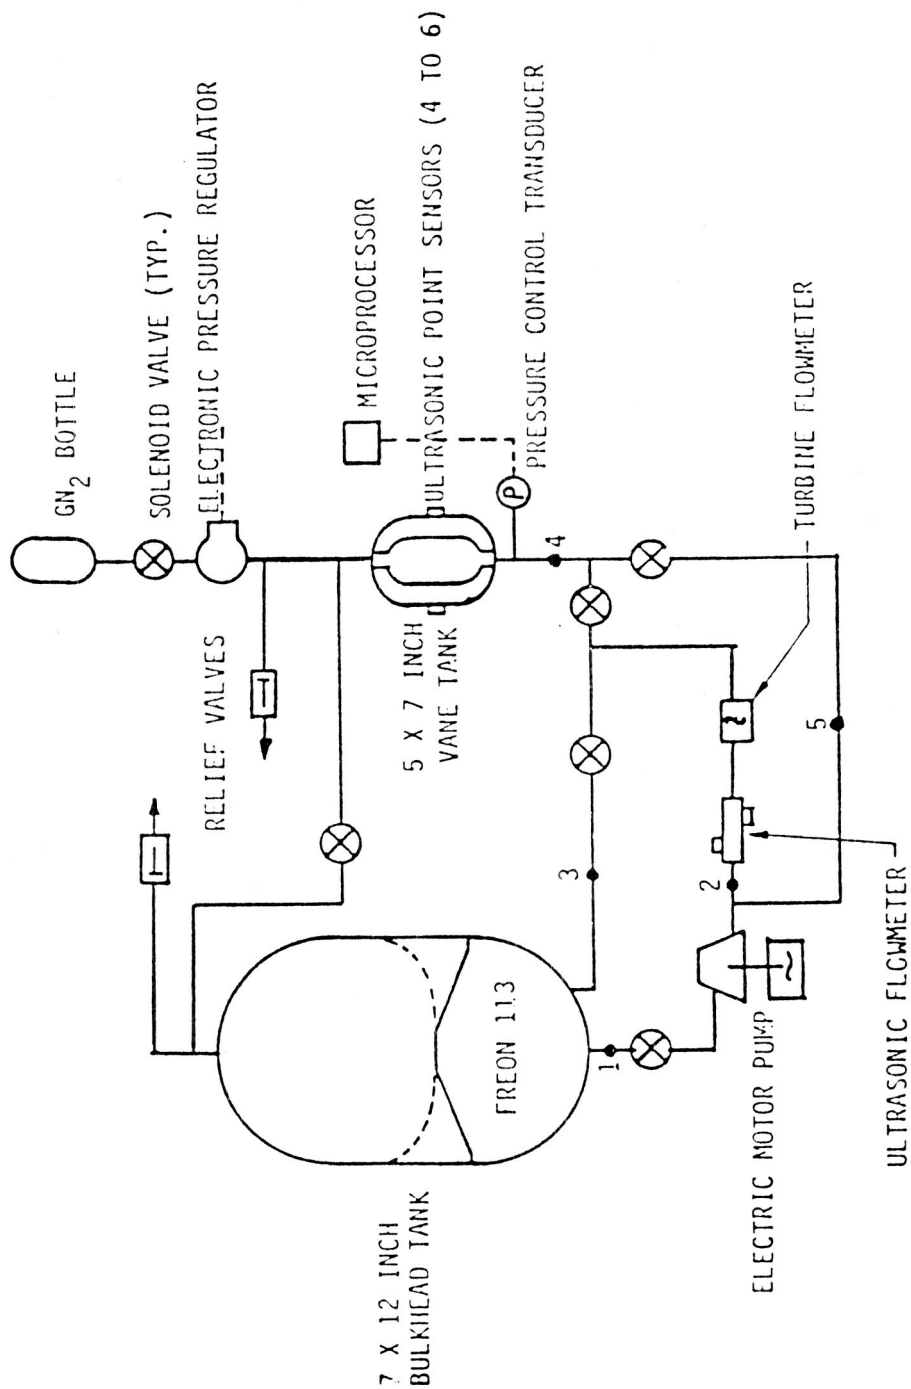 GN₂ BOTTLE
SOLENOID VALVE (TYP.)
ELECTRONIC PRESSURE REGULATOR
RELIEF VALVES
MICROPROCESSOR
ULTRASONIC POINT SENSORS (4 TO 6)
5 X 7 INCH
VANE TANK
P
PRESSURE CONTROL TRANSDUCER
4
3
5
2
1
TURBINE FLOWMETER
7 X 12 INCH
BULKHEAD TANK
FREON 113
ELECTRIC MOTOR PUMP
ULTRASONIC FLOWMETER